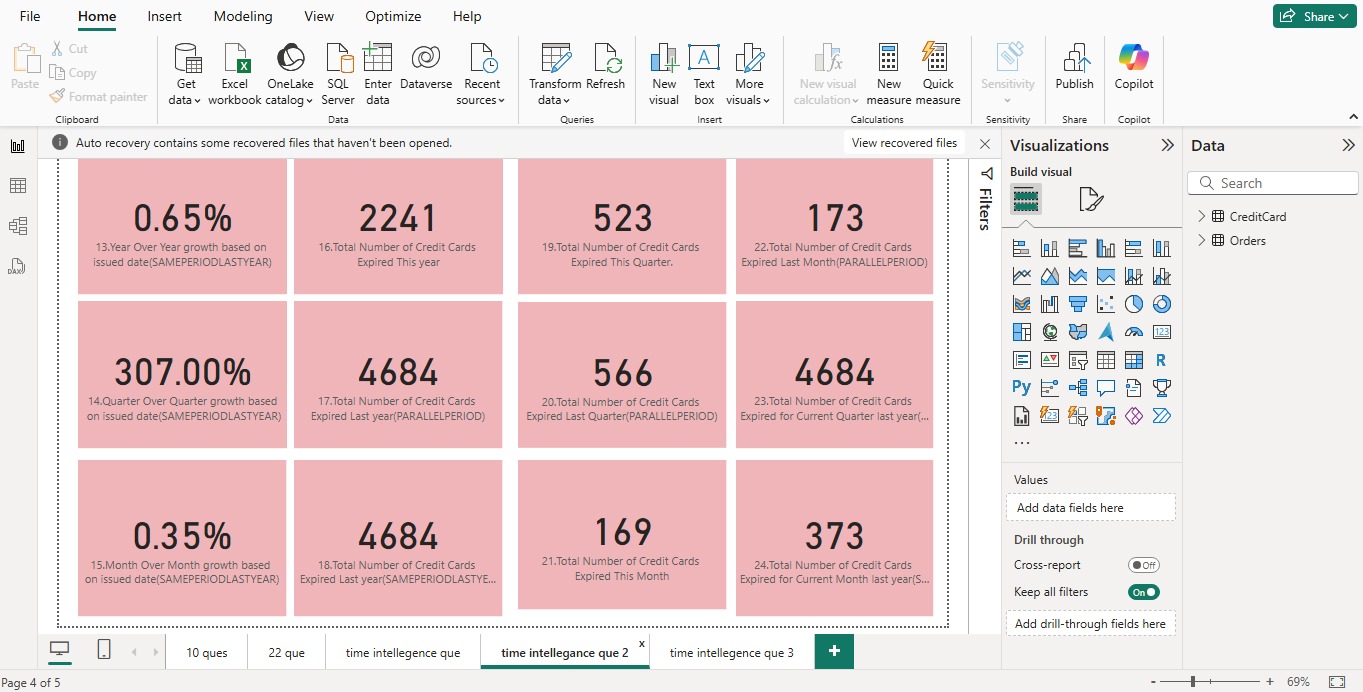 File Home Insert Modeling View Optimize Help Share
Cut
Copy
Format painter
Paste
Clipboard
Get data
Excel workbook
OneLake catalog
SQL Server
Enter data
Dataverse
Recent sources
Data
Transform data
Refresh
Queries
New visual
Text box
More visuals
Insert
New visual calculation
New measure
Quick measure
Calculations
Sensitivity
Sensitivity
Publish
Share
Copilot
Copilot
Auto recovery contains some recovered files that haven't been opened.
View recovered files
0.65%
13.Year Over Year growth based on
issued date(SAMEPERIODLASTYEAR)
2241
16.Total Number of Credit Cards
Expired This year
523
19.Total Number of Credit Cards
Expired This Quarter.
173
22.Total Number of Credit Cards
Expired Last Month(PARALLELPERIOD)
307.00%
14.Quarter Over Quarter growth based
on issued date(SAMEPERIODLASTYEAR)
4684
17.Total Number of Credit Cards
Expired Last year(PARALLELPERIOD)
566
20.Total Number of Credit Cards
Expired Last Quarter(PARALLELPERIOD)
4684
23.Total Number of Credit Cards
Expired for Current Quarter last year(...
0.35%
15.Month Over Month growth based
on issued date(SAMEPERIODLASTYEAR)
4684
18.Total Number of Credit Cards
Expired Last year(SAMEPERIODLASTYE...
169
21.Total Number of Credit Cards
Expired This Month
373
24.Total Number of Credit Cards
Expired for Current Month last year(S...
Filters
Visualizations
Build visual
123
R
Py
123
...
Values
Add data fields here
Drill through
Cross-report
Off
Keep all filters
On
Add drill-through fields here
Data
Search
CreditCard
Orders
10 ques
22 que
time intellegence que
time intellegance que 2
x
time intellegence que 3
+
Page 4 of 5
- + 69%